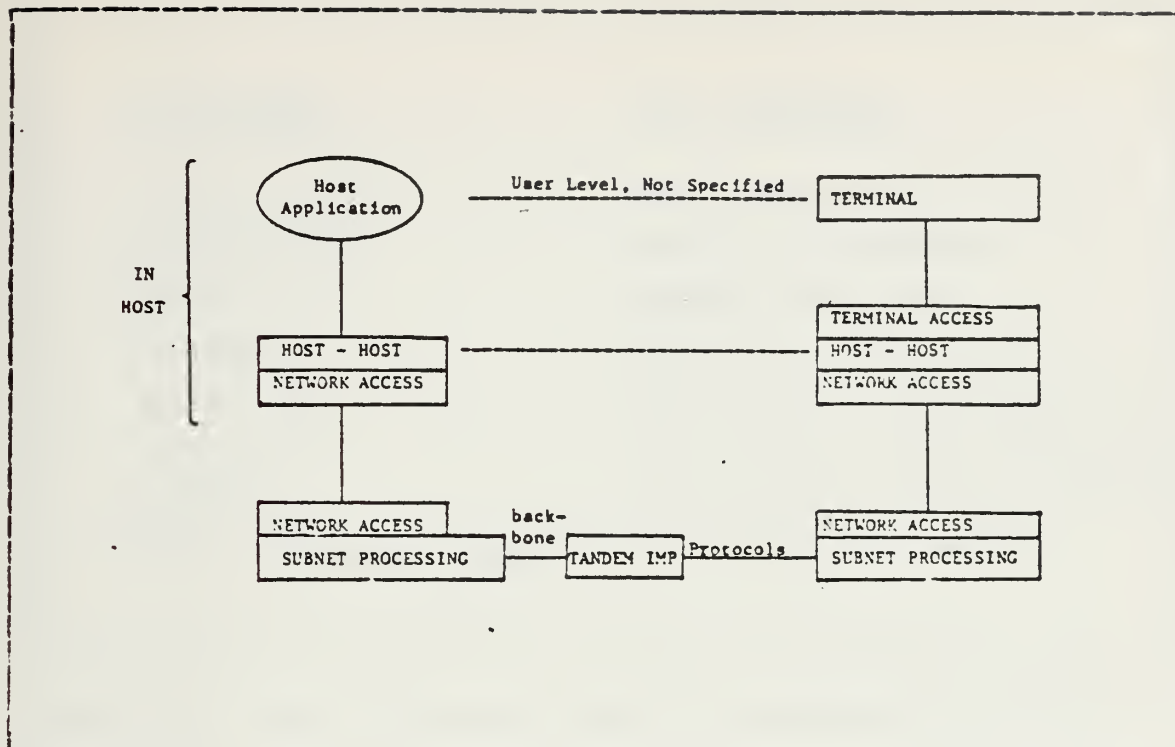 Host
Application
User Level, Not Specified
TERMINAL
IN
HOST
TERMINAL ACCESS
HOST - HOST
HOST - HOST
NETWORK ACCESS
NETWORK ACCESS
NETWORK ACCESS
back-
bone
NETWORK ACCESS
SUBNET PROCESSING
TANDEM IMP
Protocols
SUBNET PROCESSING